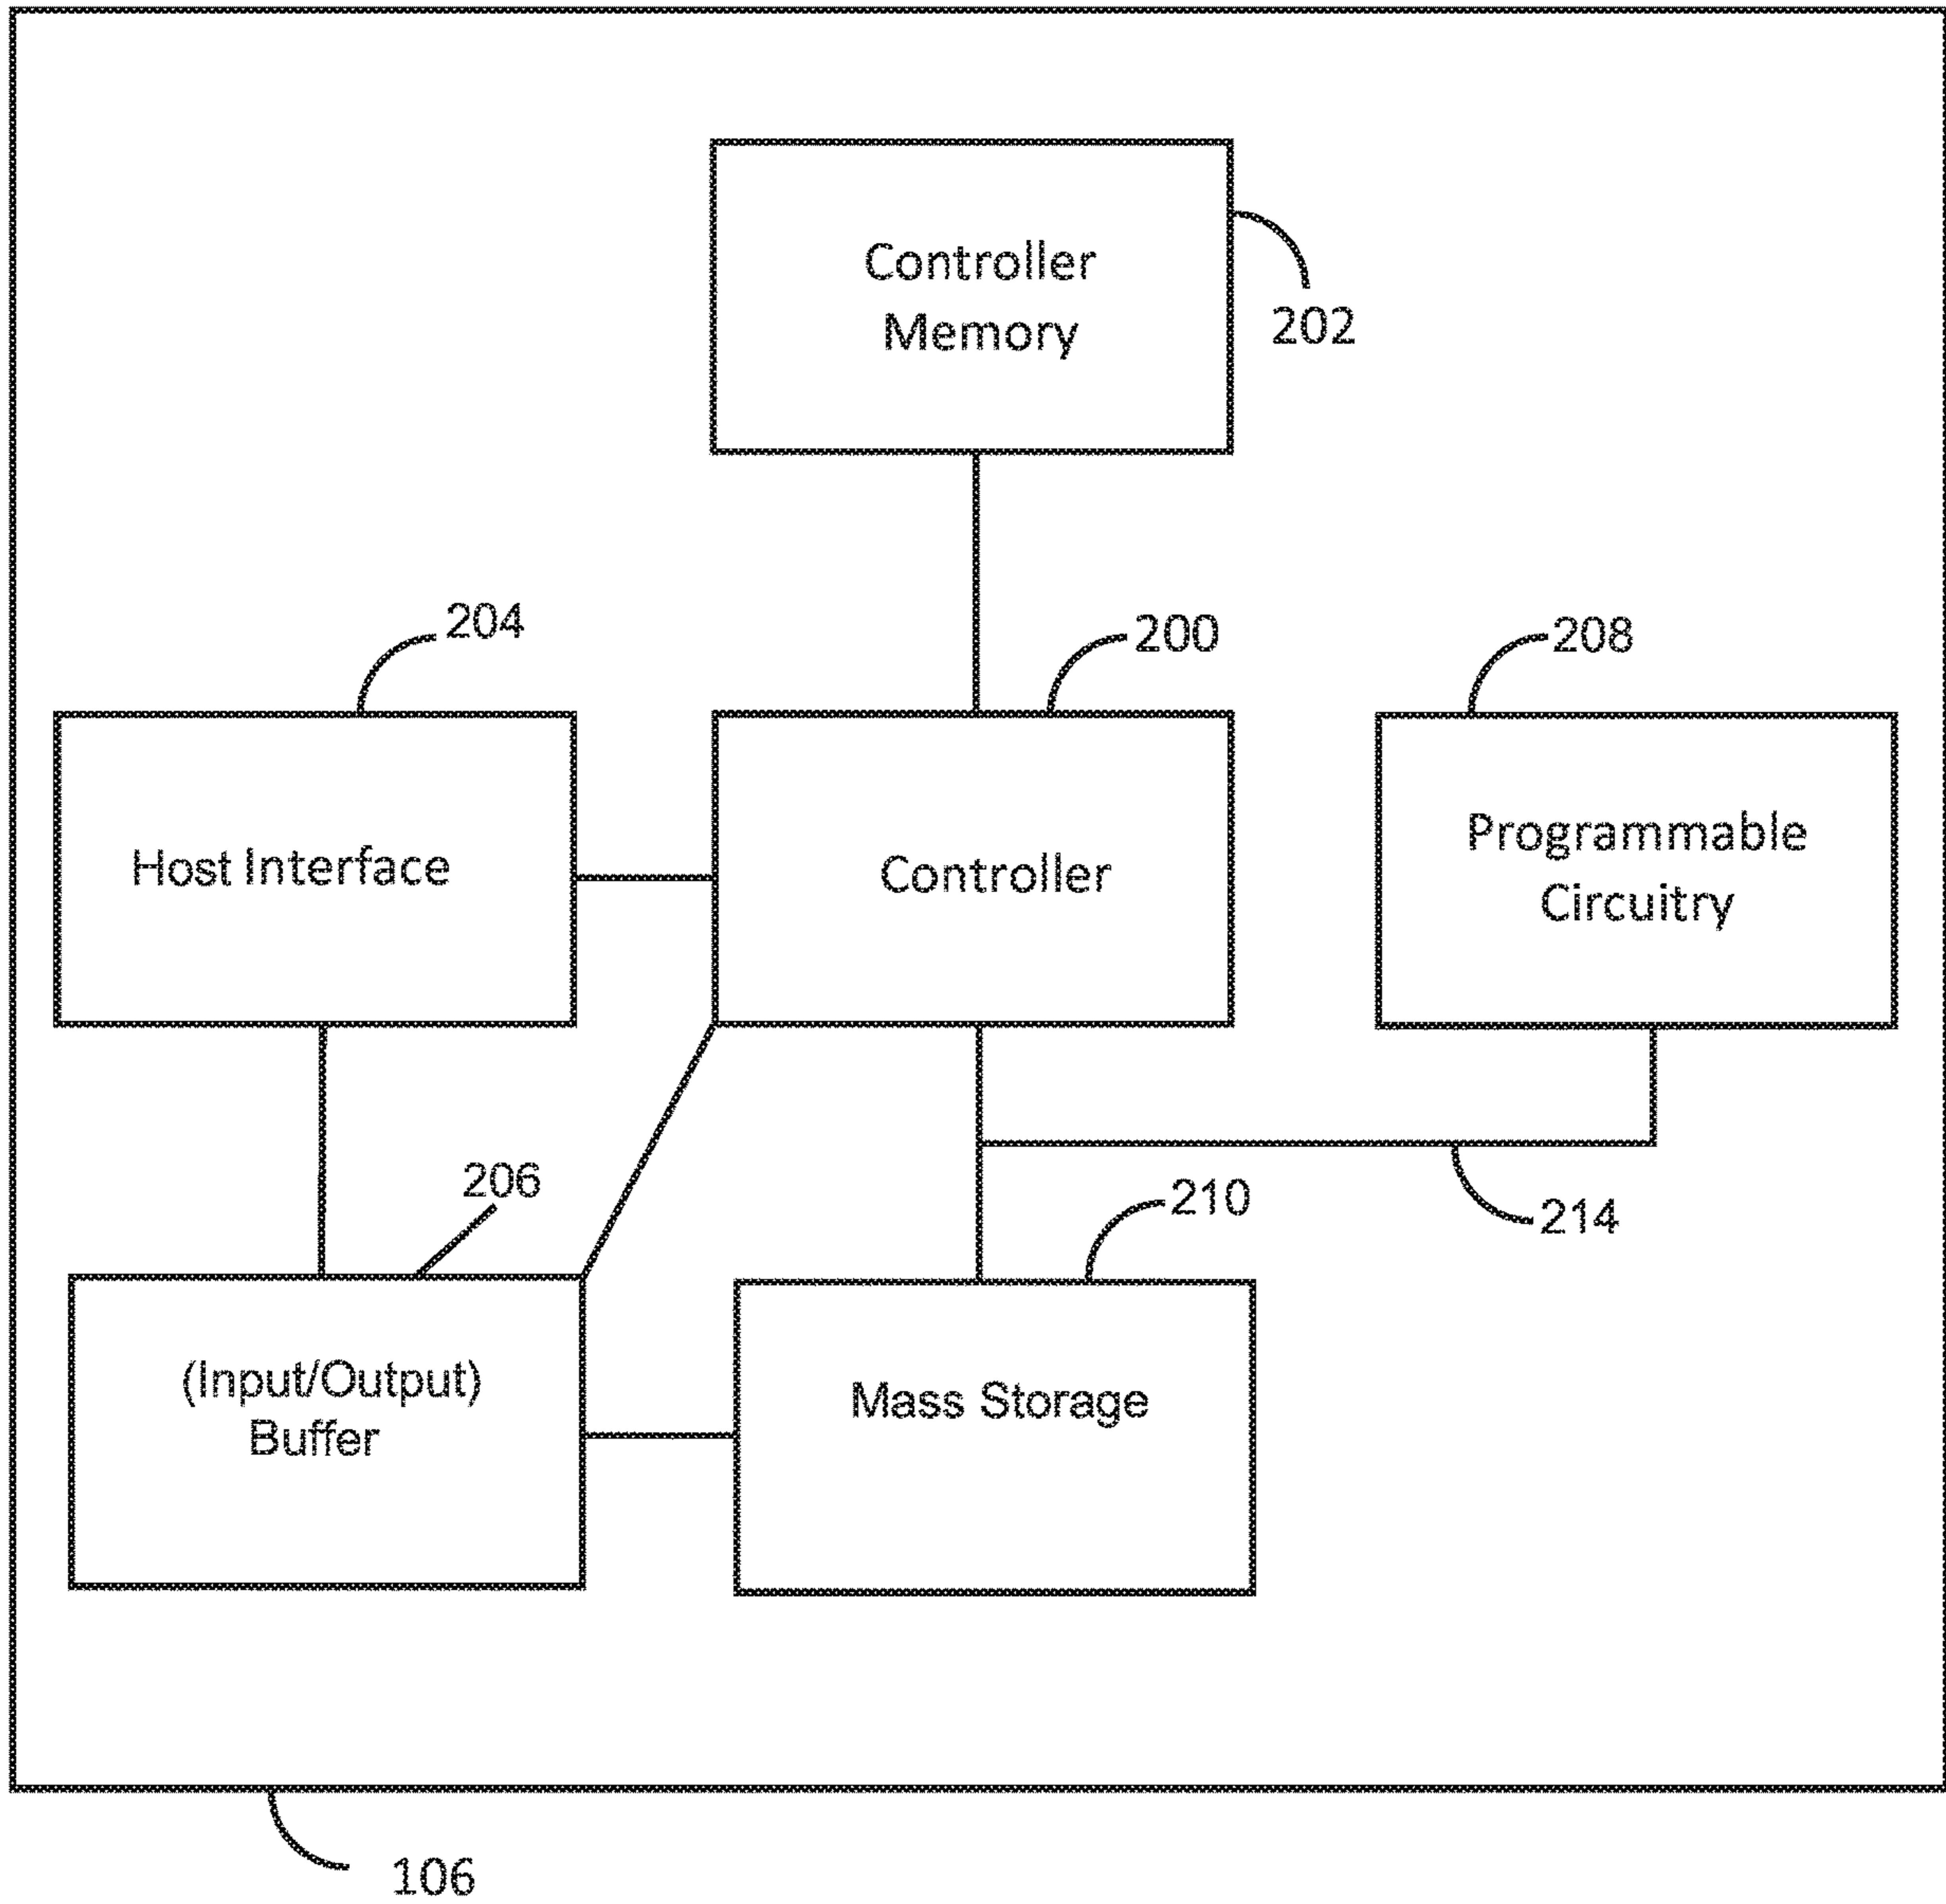 Controller
Memory
202
204
200
208
Host Interface
Controller
Programmable
Circuitry
206
210
214
(Input/Output)
Buffer
Mass Storage
106